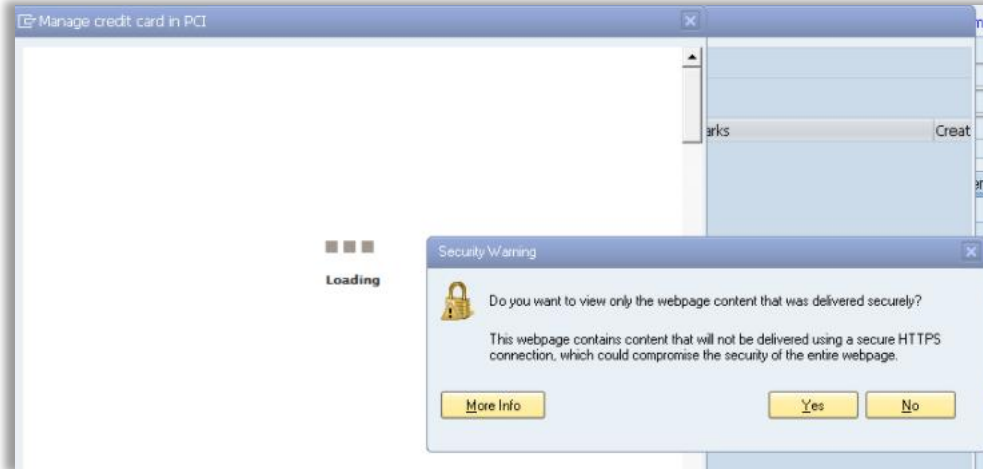 Manage credit card in PCI
arks
Creat
Loading
Security Warning
Do you want to view only the webpage content that was delivered securely?
This webpage contains content that will not be delivered using a secure HTTPS
connection, which could compromise the security of the entire webpage.
More Info
Yes
No